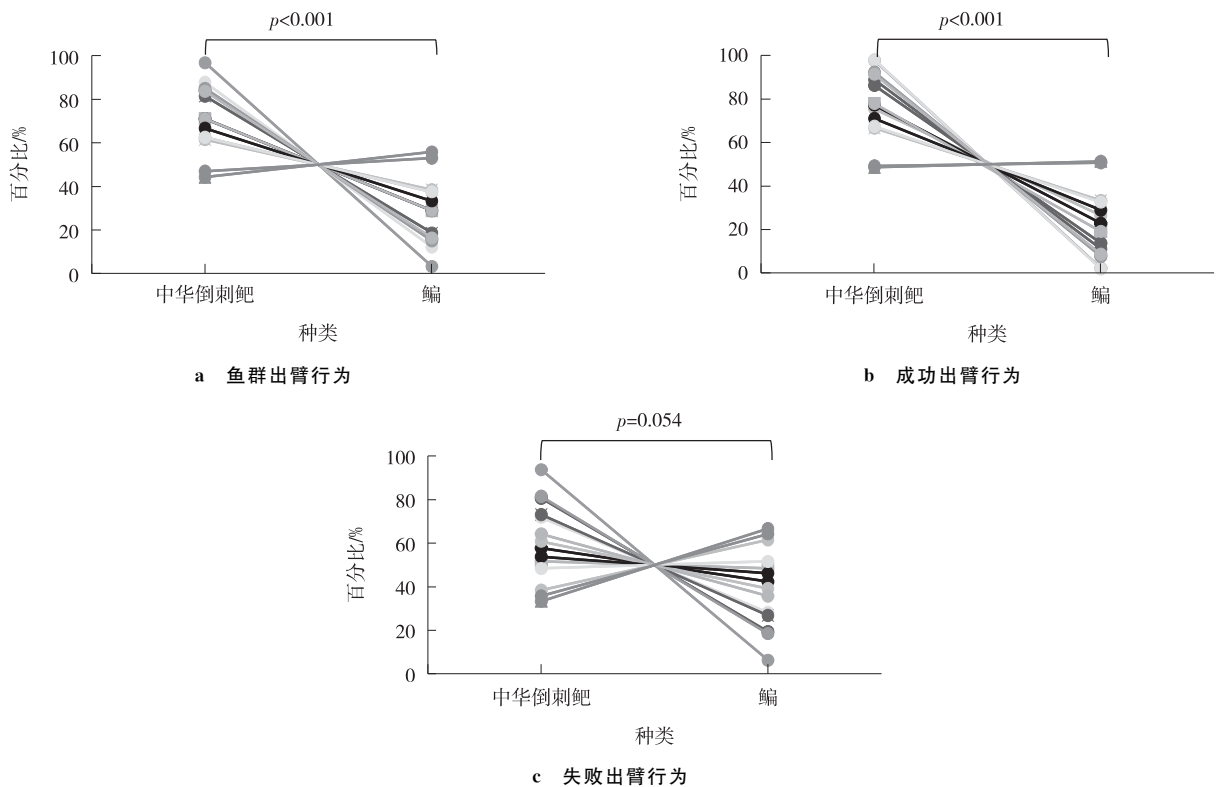 p<0.001
100
80
60
40
20
0
百分比/%
中华倒刺鲃
鳊
种类
a 鱼群出臂行为
p<0.001
100
80
60
40
20
0
百分比/%
中华倒刺鲃
鳊
种类
b 成功出臂行为
p=0.054
100
80
60
40
20
0
百分比/%
中华倒刺鲃
鳊
种类
c 失败出臂行为